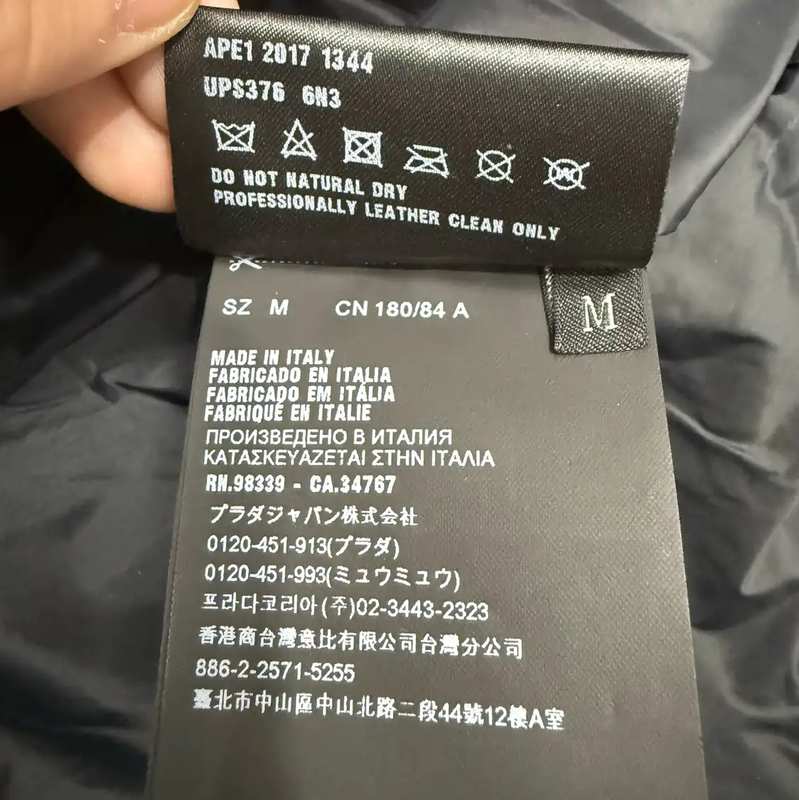 APE1 2017 1344
UPS376 6N3
DO NOT NATURAL DRY
PROFESSIONALLY LEATHER CLEAN ONLY
SZ M CN 180/84 A
M
MADE IN ITALY
FABRICADO EN ITALIA
FABRICADO EM ITÁLIA
FABRIQUÉ EN ITALIE
ПРОИЗВЕДЕНО В ИТАЛИЯ
ΚΑΤΑΣΚΕΥΑΖΕΤΑΙ ΣΤΗΝ ΙΤΑΛΙΑ
RN.98339 - CA.34767
プラダジャパン株式会社
0120-451-913(プラダ)
0120-451-993(ミュウミュウ)
프라다코리아(주)02-3443-2323
香港商台灣意比有限公司台灣分公司
886-2-2571-5255
臺北市中山區中山北路二段44號12樓A室